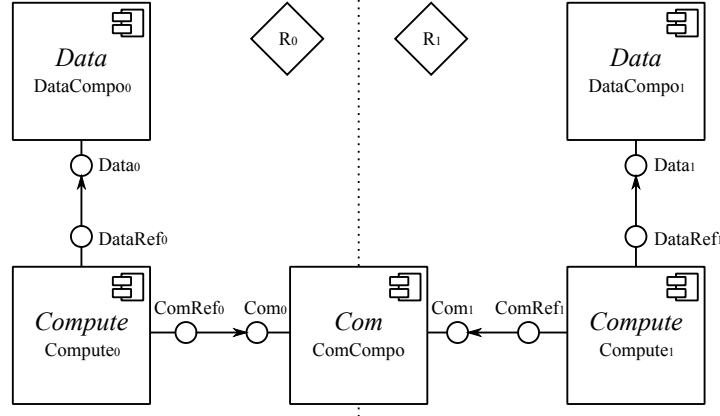 Data
DataCompo₀
R₀
R₁
Data
DataCompo₁
Data₀
Data₁
DataRef₀
DataRef₁
Compute
Compute₀
ComRef₀
Com₀
Com
ComCompo
Com₁
ComRef₁
Compute
Compute₁